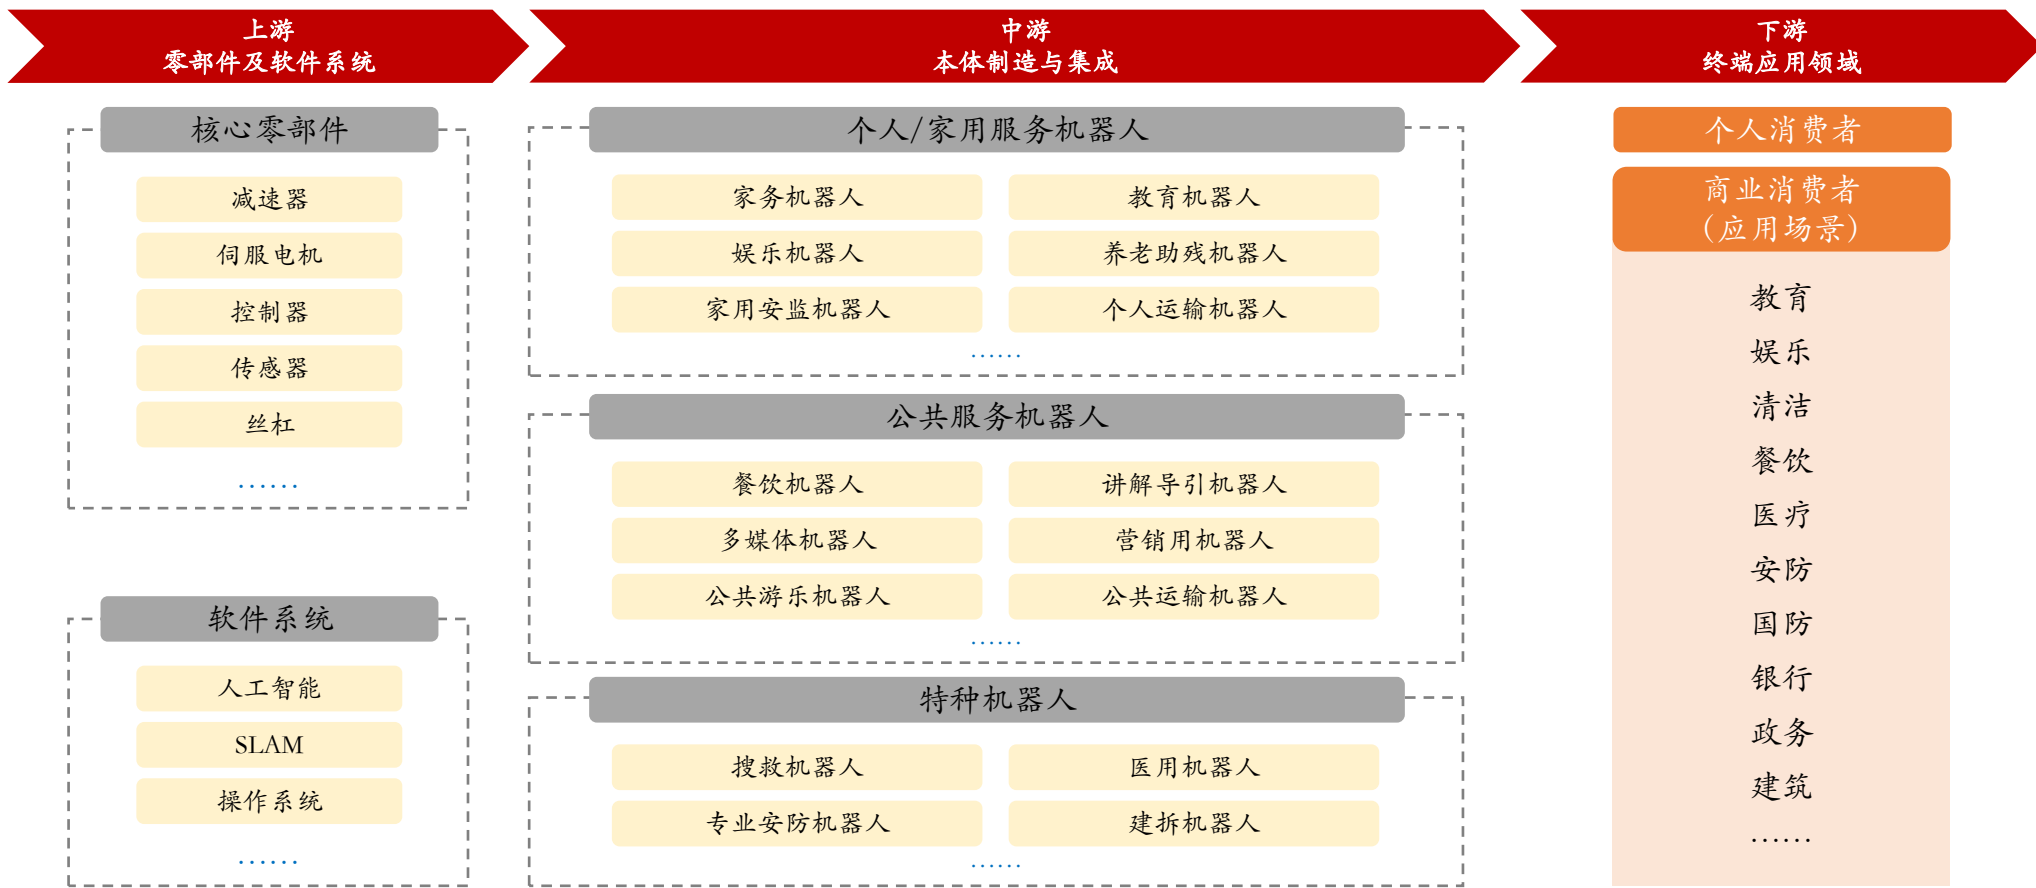 上游
零部件及软件系统
中游
本体制造与集成
下游
终端应用领域
核心零部件
减速器
伺服电机
控制器
传感器
丝杠
……
软件系统
人工智能
SLAM
操作系统
……
个人/家用服务机器人
家务机器人
教育机器人
娱乐机器人
养老助残机器人
家用安监机器人
个人运输机器人
……
公共服务机器人
餐饮机器人
讲解导引机器人
多媒体机器人
营销用机器人
公共游乐机器人
公共运输机器人
……
特种机器人
搜救机器人
医用机器人
专业安防机器人
建拆机器人
……
个人消费者
商业消费者
（应用场景）
教育
娱乐
清洁
餐饮
医疗
安防
国防
银行
政务
建筑
……